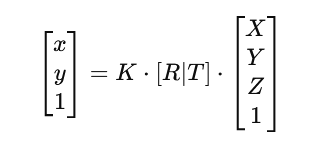 [x y 1] = K · [R|T] · [X Y Z 1]